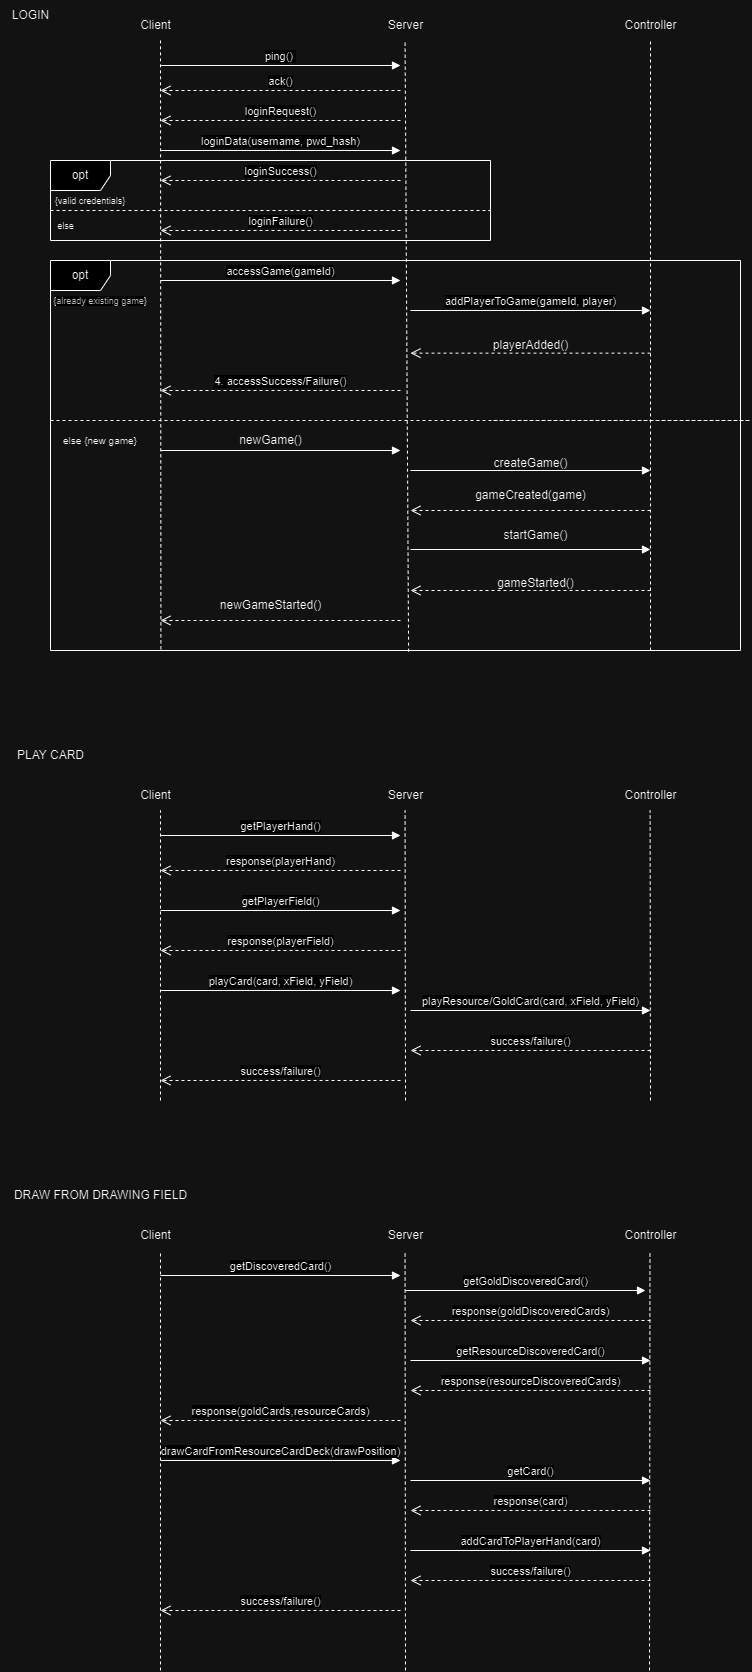 LOGIN
Client Server Controller
ping()
ack()
loginRequest()
loginData(username, pwd_hash)
opt
loginSuccess()
{valid credentials}
else
loginFailure()
opt
accessGame(gameId)
{already existing game}
addPlayerToGame(gameId, player)
playerAdded()
4. accessSuccess/Failure()
else {new game}
newGame()
createGame()
gameCreated(game)
startGame()
gameStarted()
newGameStarted()
PLAY CARD
Client Server Controller
getPlayerHand()
response(playerHand)
getPlayerField()
response(playerField)
playCard(card, xField, yField)
playResource/GoldCard(card, xField, yField)
success/failure()
success/failure()
DRAW FROM DRAWING FIELD
Client Server Controller
getDiscoveredCard()
getGoldDiscoveredCard()
response(goldDiscoveredCards)
getResourceDiscoveredCard()
response(resourceDiscoveredCards)
response(goldCards,resourceCards)
drawCardFromResourceCardDeck(drawPosition)
getCard()
response(card)
addCardToPlayerHand(card)
success/failure()
success/failure()